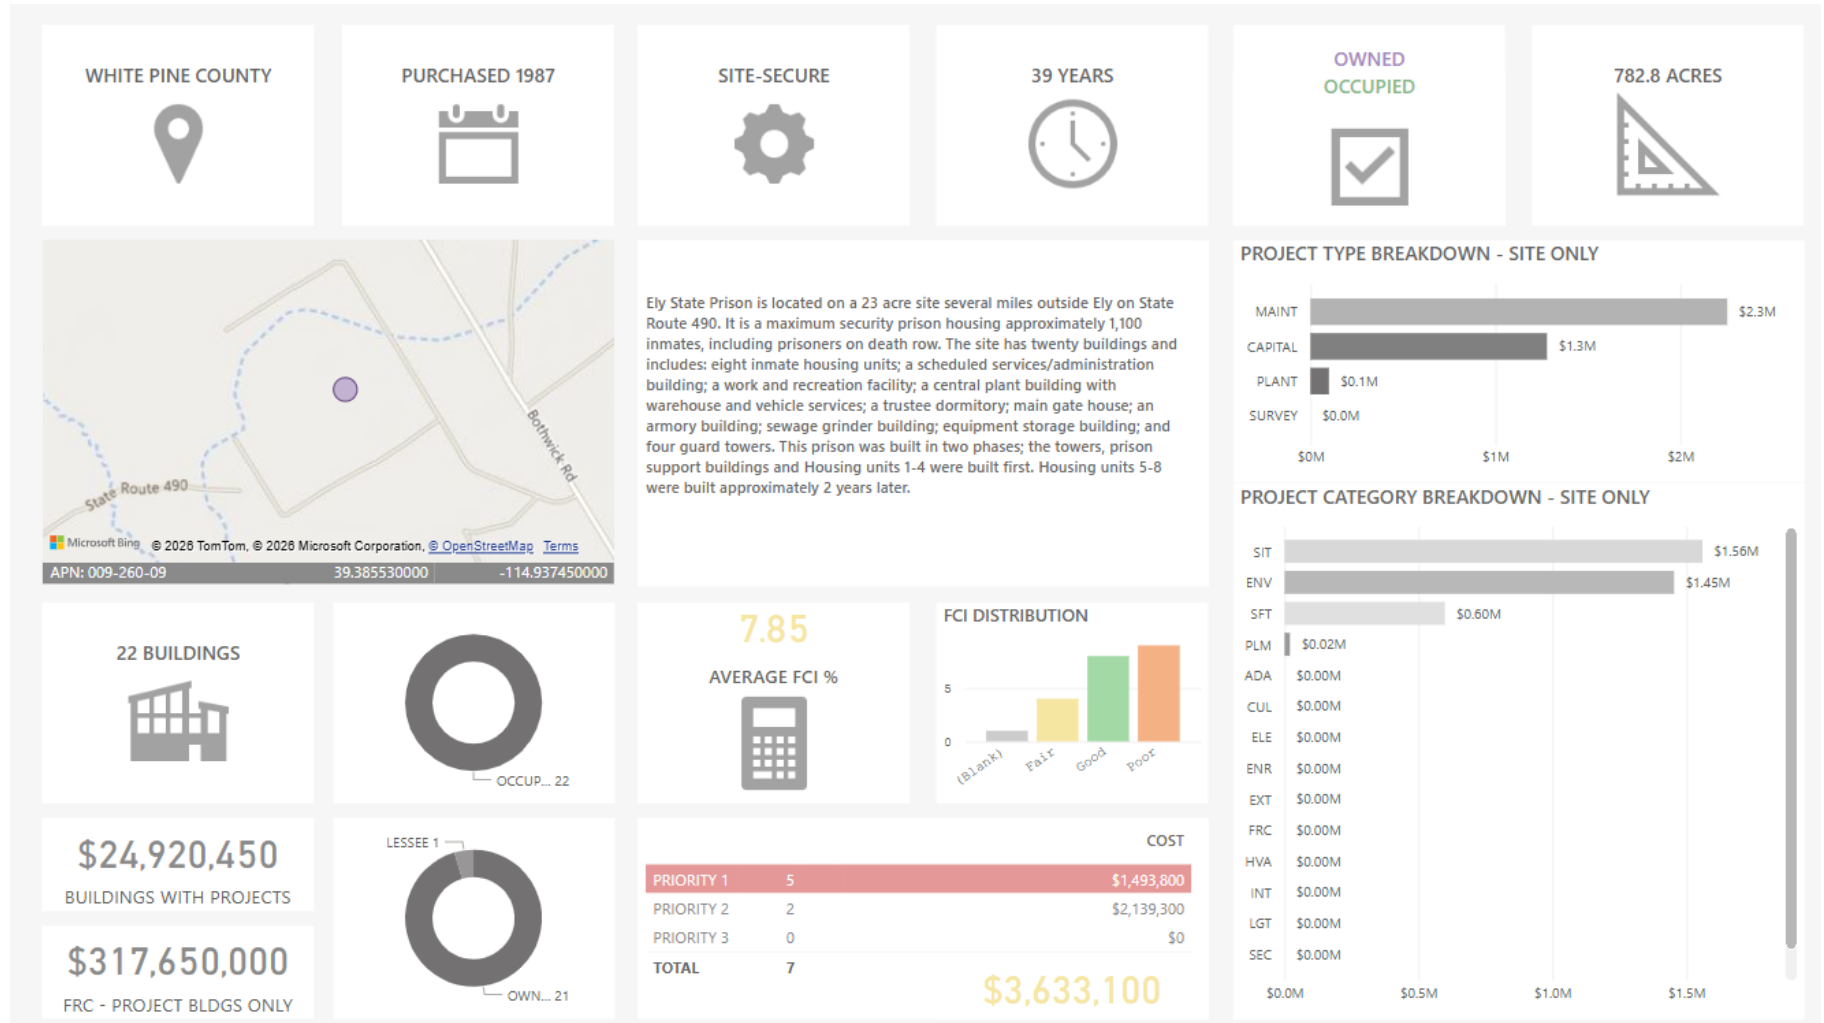 WHITE PINE COUNTY
PURCHASED 1987
SITE-SECURE
39 YEARS
OWNED
OCCUPIED
782.8 ACRES
State Route 490
Bothwick Rd
Microsoft Bing
© 2026 TomTom, © 2026 Microsoft Corporation, © OpenStreetMap Terms
APN: 009-260-09 39.385530000 -114.937450000
Ely State Prison is located on a 23 acre site several miles outside Ely on State
Route 490. It is a maximum security prison housing approximately 1,100
inmates, including prisoners on death row. The site has twenty buildings and
includes: eight inmate housing units; a scheduled services/administration
building; a work and recreation facility; a central plant building with
warehouse and vehicle services; a trustee dormitory; main gate house; an
armory building; sewage grinder building; equipment storage building; and
four guard towers. This prison was built in two phases; the towers, prison
support buildings and Housing units 1-4 were built first. Housing units 5-8
were built approximately 2 years later.
PROJECT TYPE BREAKDOWN - SITE ONLY
MAINT $2.3M
CAPITAL $1.3M
PLANT $0.1M
SURVEY $0.0M
$0M $1M $2M
PROJECT CATEGORY BREAKDOWN - SITE ONLY
SIT $1.56M
ENV $1.45M
SFT $0.60M
PLM $0.02M
ADA $0.00M
CUL $0.00M
ELE $0.00M
ENR $0.00M
EXT $0.00M
FRC $0.00M
HVA $0.00M
INT $0.00M
LGT $0.00M
SEC $0.00M
$0.0M $0.5M $1.0M $1.5M
22 BUILDINGS
OCCUP... 22
7.85
AVERAGE FCI %
FCI DISTRIBUTION
5
0
(Blank) Fair Good Poor
$24,920,450
BUILDINGS WITH PROJECTS
$317,650,000
FRC - PROJECT BLDGS ONLY
LESSEE 1
OWN... 21
COST
PRIORITY 1 5 $1,493,800
PRIORITY 2 2 $2,139,300
PRIORITY 3 0 $0
TOTAL 7
$3,633,100